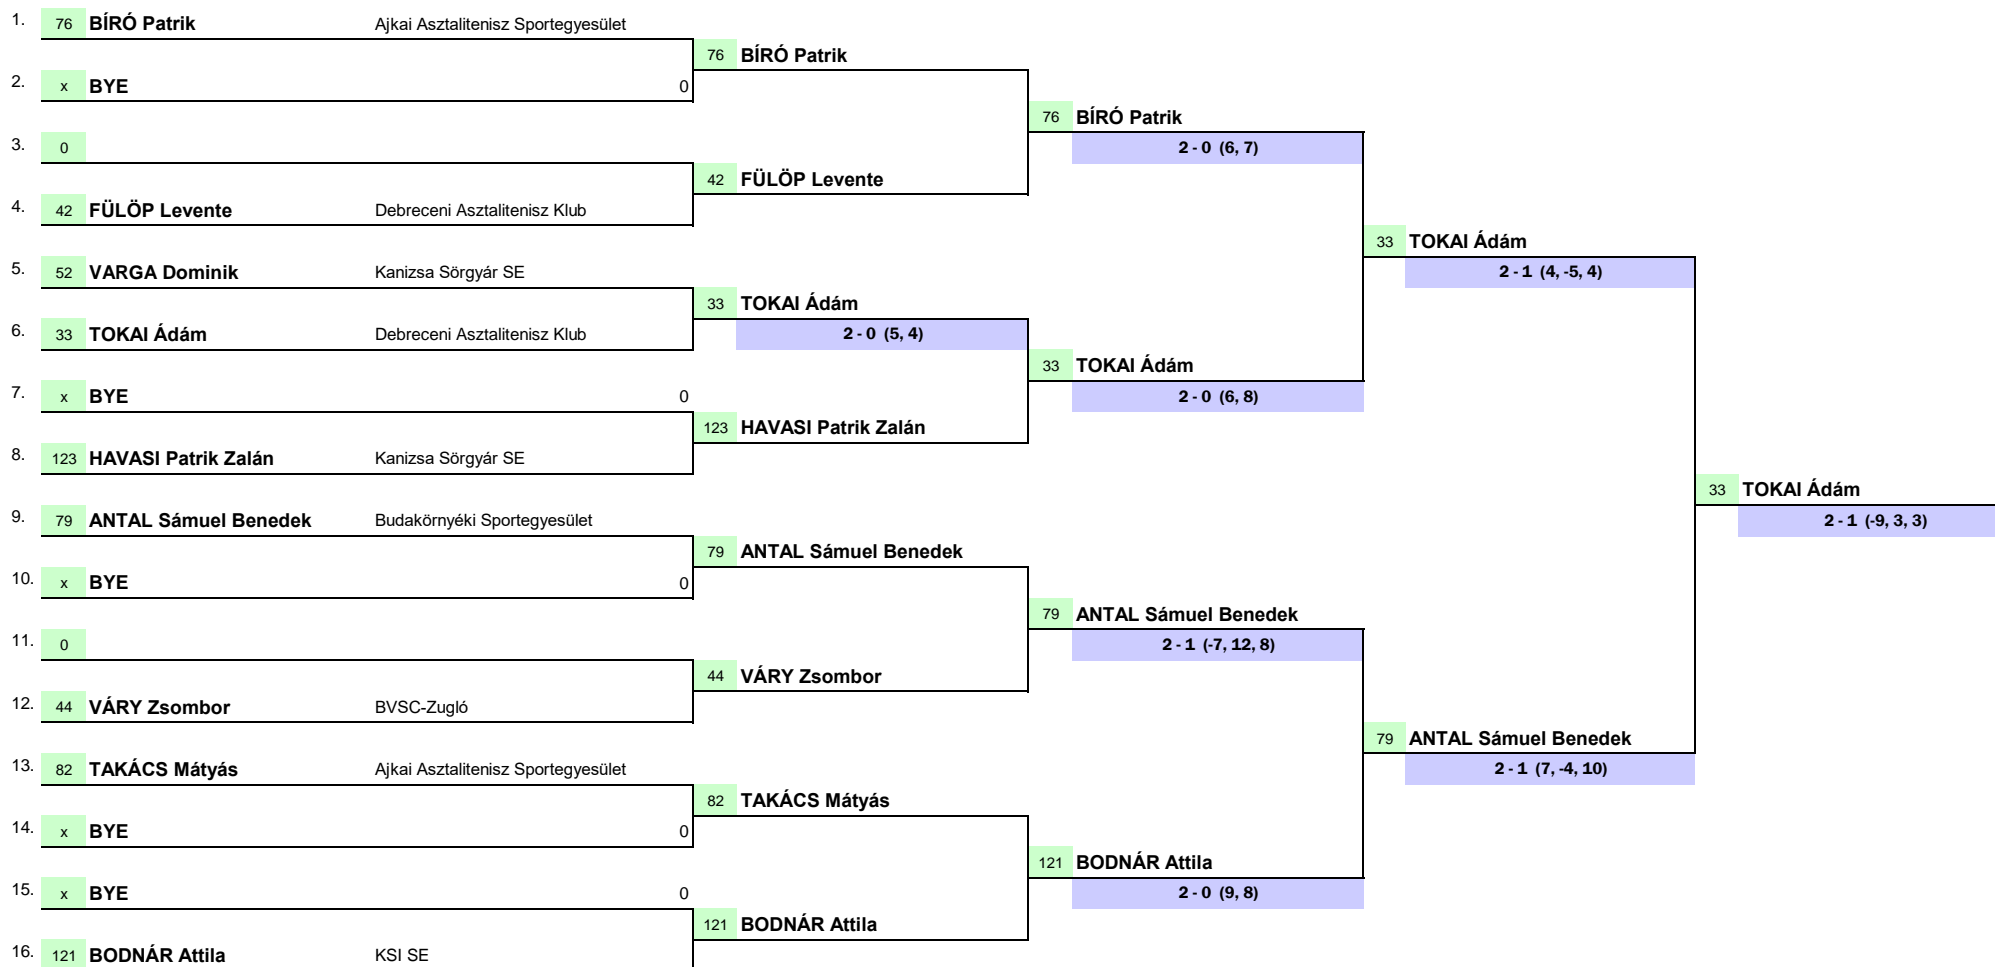 1. 76 BÍRÓ Patrik Ajkai Asztalitenisz Sportegyesület
76 BÍRÓ Patrik
2. x BYE 0
76 BÍRÓ Patrik
3. 0
2 - 0 (6, 7)
42 FÜLÖP Levente
4. 42 FÜLÖP Levente Debreceni Asztalitenisz Klub
33 TOKAI Ádám
5. 52 VARGA Dominik Kanizsa Sörgyár SE
2 - 1 (4, -5, 4)
33 TOKAI Ádám
6. 33 TOKAI Ádám Debreceni Asztalitenisz Klub
2 - 0 (5, 4)
33 TOKAI Ádám
7. x BYE 0
2 - 0 (6, 8)
123 HAVASI Patrik Zalán
8. 123 HAVASI Patrik Zalán Kanizsa Sörgyár SE
33 TOKAI Ádám
9. 79 ANTAL Sámuel Benedek Budakörnyéki Sportegyesület
2 - 1 (-9, 3, 3)
79 ANTAL Sámuel Benedek
10. x BYE 0
79 ANTAL Sámuel Benedek
11. 0
2 - 1 (-7, 12, 8)
44 VÁRY Zsombor
12. 44 VÁRY Zsombor BVSC-Zugló
79 ANTAL Sámuel Benedek
13. 82 TAKÁCS Mátyás Ajkai Asztalitenisz Sportegyesület
2 - 1 (7, -4, 10)
82 TAKÁCS Mátyás
14. x BYE 0
121 BODNÁR Attila
15. x BYE 0
2 - 0 (9, 8)
121 BODNÁR Attila
16. 121 BODNÁR Attila KSI SE